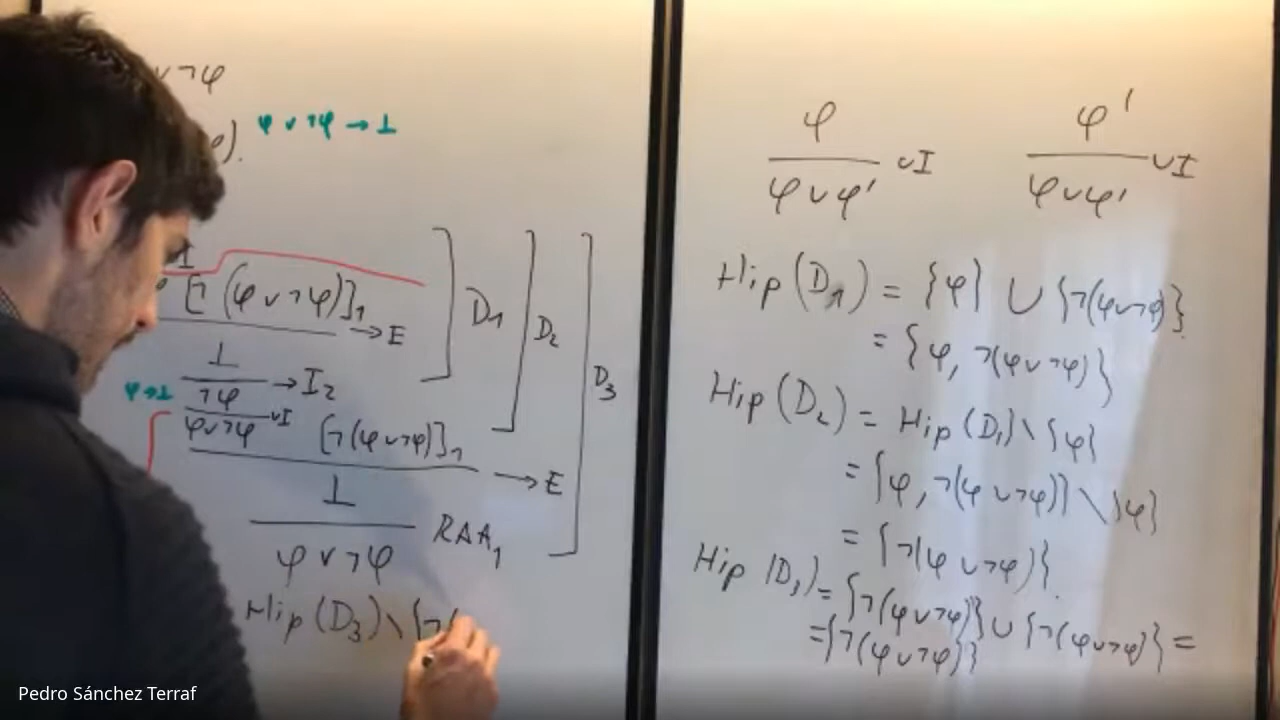 ∨ ¬φ
). φ ∨ ¬φ → ⊥
[¬(φ ∨ ¬φ)]₁
→E
⊥
→I₂
φ→⊥
¬φ
∨I
φ∨¬φ [¬(φ ∨ ¬φ)]₁
→E
⊥
RAA₁
φ ∨ ¬φ
D₁
D₂
D₃
Hip(D₃)\{¬(
φ
∨I
φ ∨ φ'
φ'
∨I
φ ∨ φ'
Hip(D₁) = {φ} ∪ {¬(φ∨¬φ)}
= {φ, ¬(φ ∨ ¬φ)}
Hip(D₂) = Hip(D₁) \ {φ}
= {φ, ¬(φ ∨ ¬φ)} \ {φ}
= {¬(φ ∨ ¬φ)}.
Hip(D₃) = {¬(φ∨¬φ)} ∪ {¬(φ∨¬φ)} =
= {¬(φ ∨ ¬φ)}
Pedro Sánchez Terraf